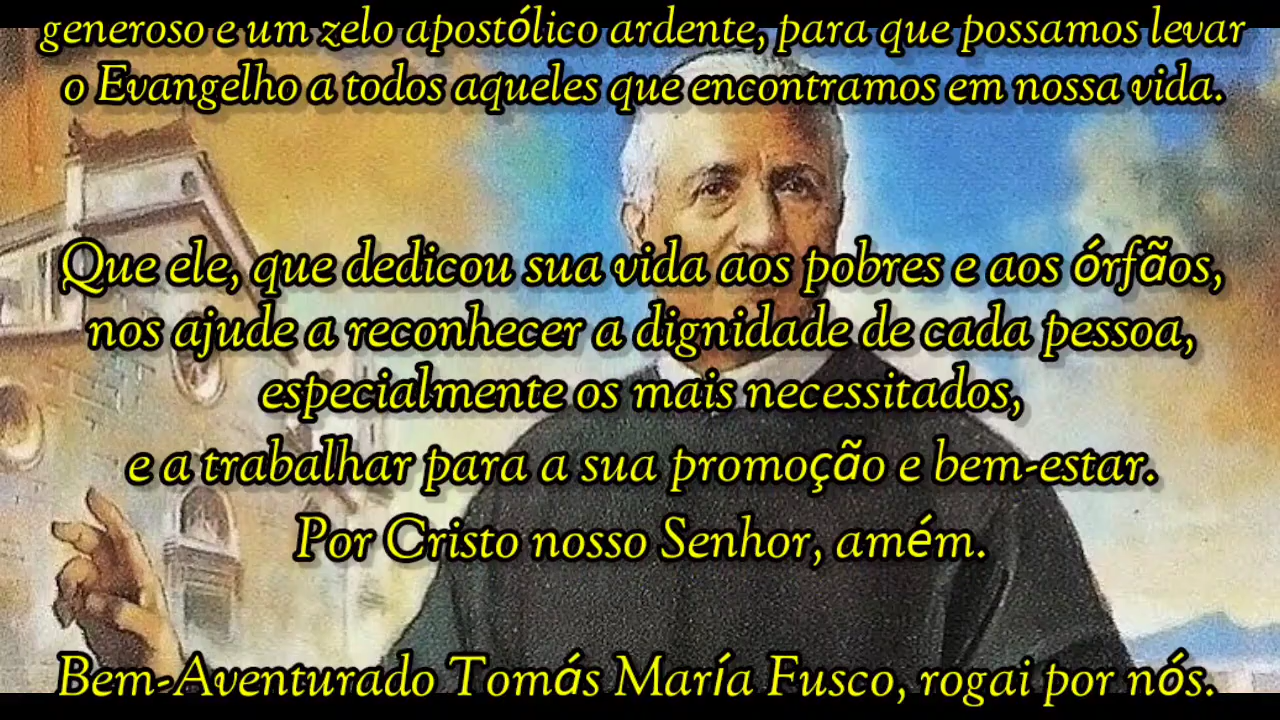 generoso e um zelo apostólico ardente, para que possamos levar
o Evangelho a todos aqueles que encontramos em nossa vida.
Que ele, que dedicou sua vida aos pobres e aos órfãos,
nos ajude a reconhecer a dignidade de cada pessoa,
especialmente os mais necessitados,
e a trabalhar para a sua promoção e bem-estar.
Por Cristo nosso Senhor, amém.
Bem-Aventurado Tomás María Fusco, rogai por nós.